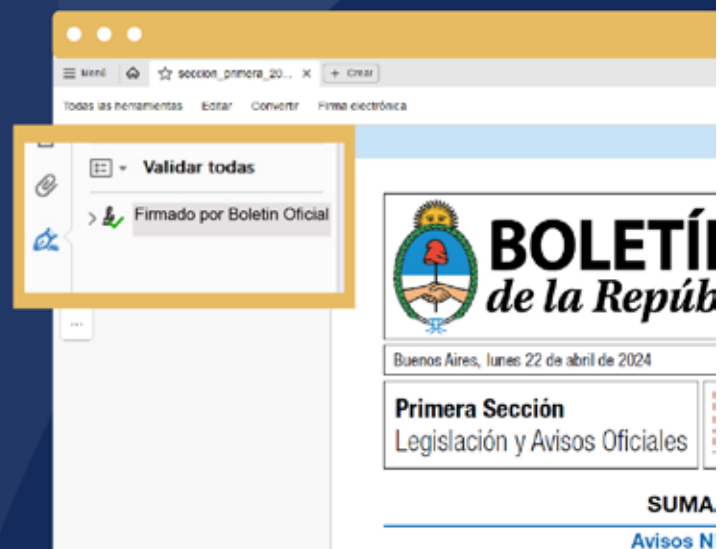 Menú
seccion_primera_20... × + Crear
Todas las herramientas Editar Convertir Firma electrónica
Validar todas
Firmado por Boletin Oficial
BOLETÍ
de la Repúb
Buenos Aires, lunes 22 de abril de 2024
Primera Sección
Legislación y Avisos Oficiales
SUMA
Avisos N